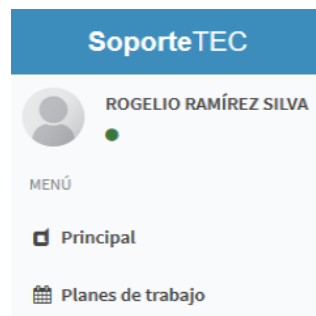 SoporteTEC
ROGELIO RAMÍREZ SILVA
MENÚ
Principal
Planes de trabajo